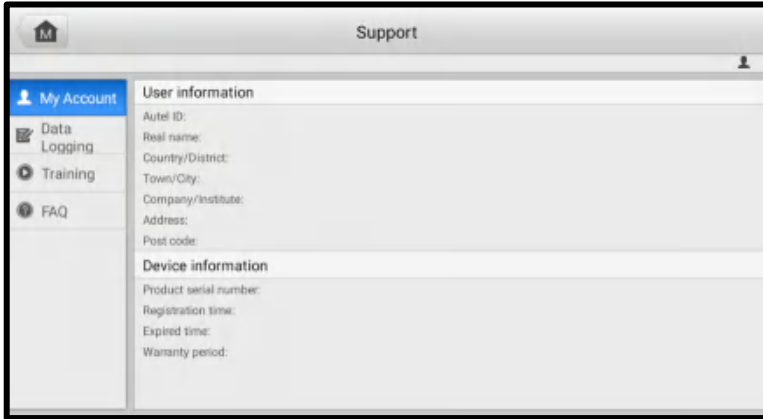 M
Support
My Account
Data
Logging
Training
FAQ
User information
Autel ID:
Real name:
Country/District:
Town/City:
Company/Institute:
Address:
Post code:
Device information
Product serial number:
Registration time:
Expired time:
Warranty period: